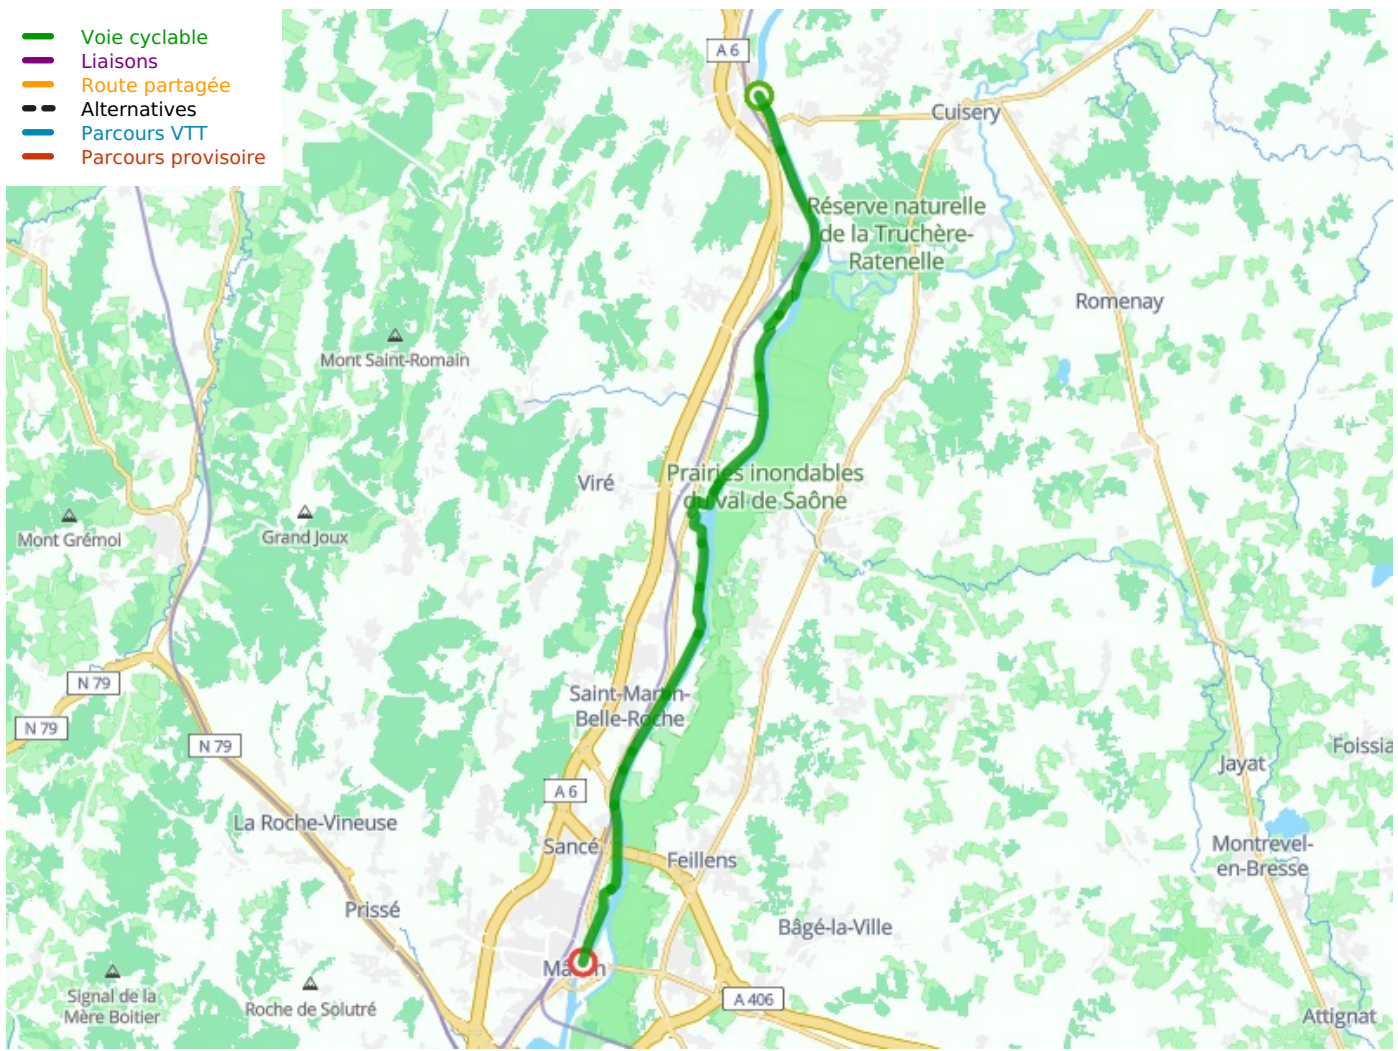 Voie cyclable
Liaisons
Route partagée
Alternatives
Parcours VTT
Parcours provisoire
A 6
Cuisery
Réserve naturelle
de la Truchère-
Ratenelle
Romenay
Mont Saint-Romain
Viré
Prairies inondables
du val de Saône
Mont Grémoi
Grand Joux
N 79
N 79
N 79
Saint-Martin-
Belle-Roche
Foissia
Jayat
A 6
La Roche-Vineuse
Sancé
Feillens
Montrevel-
en-Bresse
Prissé
Bâgé-la-Ville
Mâcon
Signal de la
Mère Boitier
Roche de Solutré
A 406
Attignat